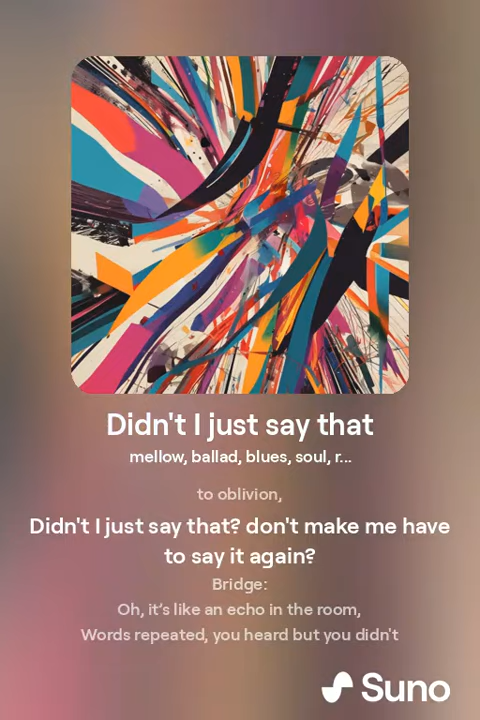 Didn't I just say that
mellow, ballad, blues, soul, r...
to oblivion,
Didn't I just say that? don't make me have
to say it again?
Bridge:
Oh, it’s like an echo in the room,
Words repeated, you heard but you didn't
Suno